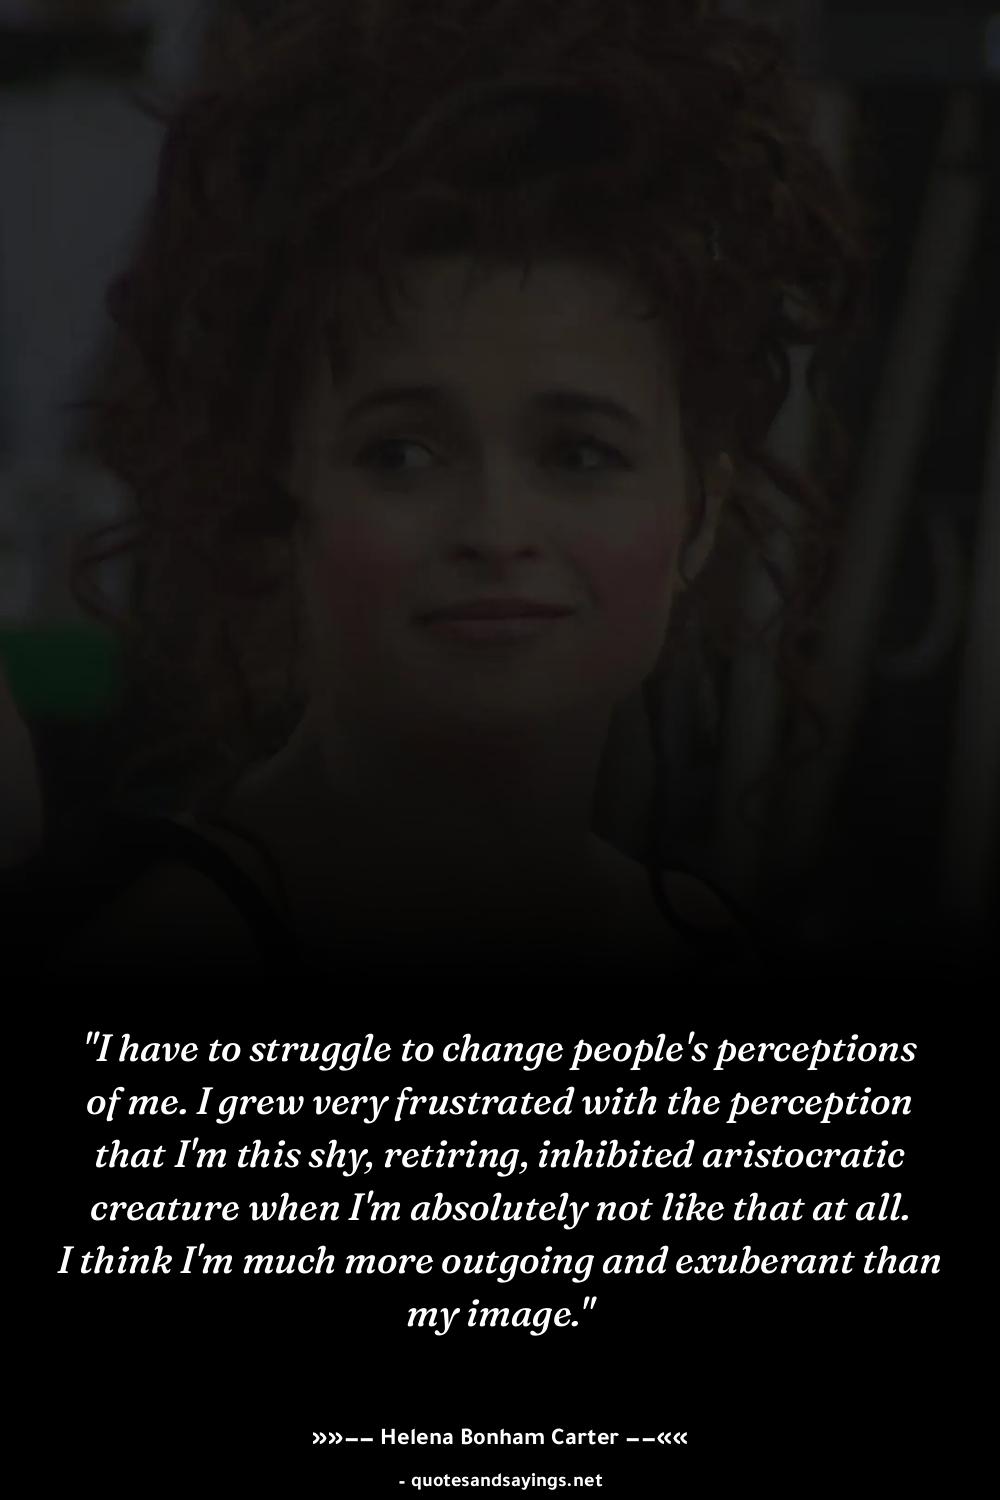 "I have to struggle to change people's perceptions
of me. I grew very frustrated with the perception
that I'm this shy, retiring, inhibited aristocratic
creature when I'm absolutely not like that at all.
I think I'm much more outgoing and exuberant than
my image."
»»–– Helena Bonham Carter ––««
- quotesandsayings.net